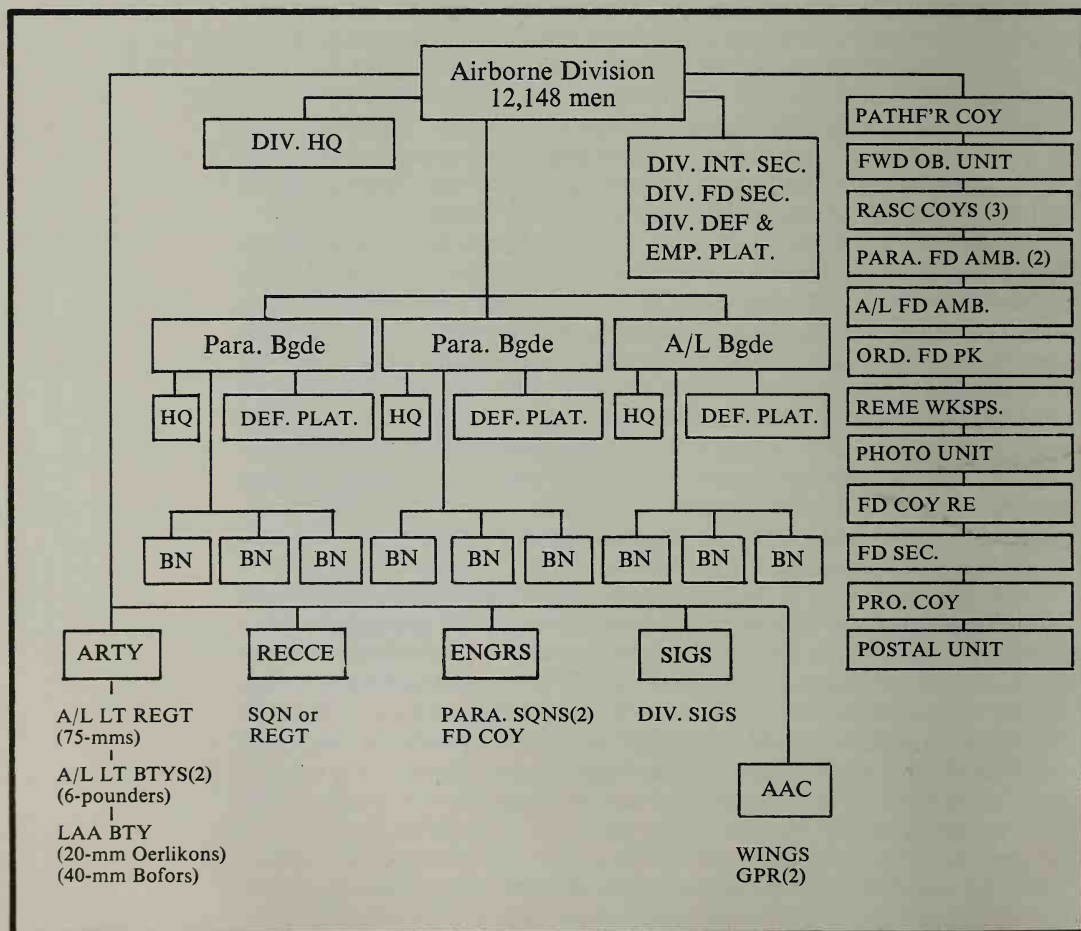 Airborne Division
12,148 men
DIV. HQ
DIV. INT. SEC.
DIV. FD SEC.
DIV. DEF &
EMP. PLAT.
PATHF'R COY
FWD OB. UNIT
RASC COYS (3)
PARA. FD AMB. (2)
A/L FD AMB.
ORD. FD PK
REME WKSPS.
PHOTO UNIT
FD COY RE
FD SEC.
PRO. COY
POSTAL UNIT
Para. Bgde
Para. Bgde
A/L Bgde
HQ
DEF. PLAT.
HQ
DEF. PLAT.
HQ
DEF. PLAT.
BN
BN
BN
BN
BN
BN
BN
BN
BN
ARTY
RECCE
ENGRS
SIGS
A/L LT REGT
(75-mms)
A/L LT BTYS(2)
(6-pounders)
LAA BTY
(20-mm Oerlikons)
(40-mm Bofors)
SQN or
REGT
PARA. SQNS(2)
FD COY
DIV. SIGS
AAC
WINGS
GPR(2)